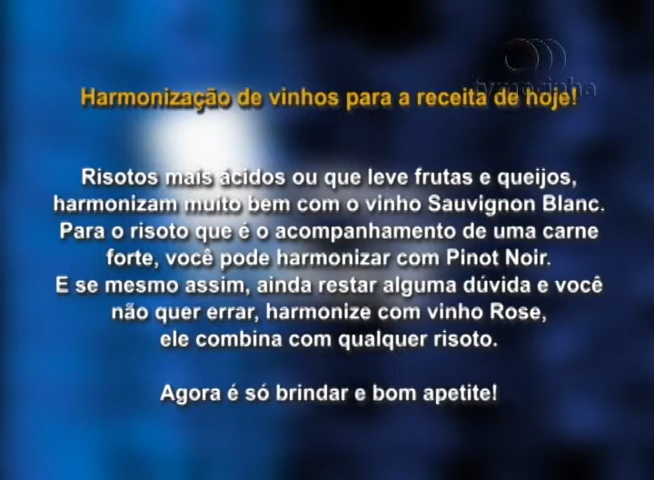 tvmocinha
Harmonização de vinhos para a receita de hoje!
Risotos mais ácidos ou que leve frutas e queijos,
harmonizam muito bem com o vinho Sauvignon Blanc.
Para o risoto que é o acompanhamento de uma carne
forte, você pode harmonizar com Pinot Noir.
E se mesmo assim, ainda restar alguma dúvida e você
não quer errar, harmonize com vinho Rose,
ele combina com qualquer risoto.
Agora é só brindar e bom apetite!